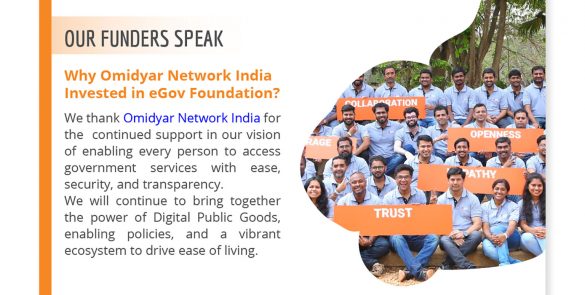 OUR FUNDERS SPEAK
Why Omidyar Network India
Invested in eGov Foundation?
We thank Omidyar Network India for
the continued support in our vision
of enabling every person to access
government services with ease,
security, and transparency.
We will continue to bring together
the power of Digital Public Goods,
enabling policies, and a vibrant
ecosystem to drive ease of living.
COLLABORATION
OPENNESS
RAGE
PATHY
TRUST